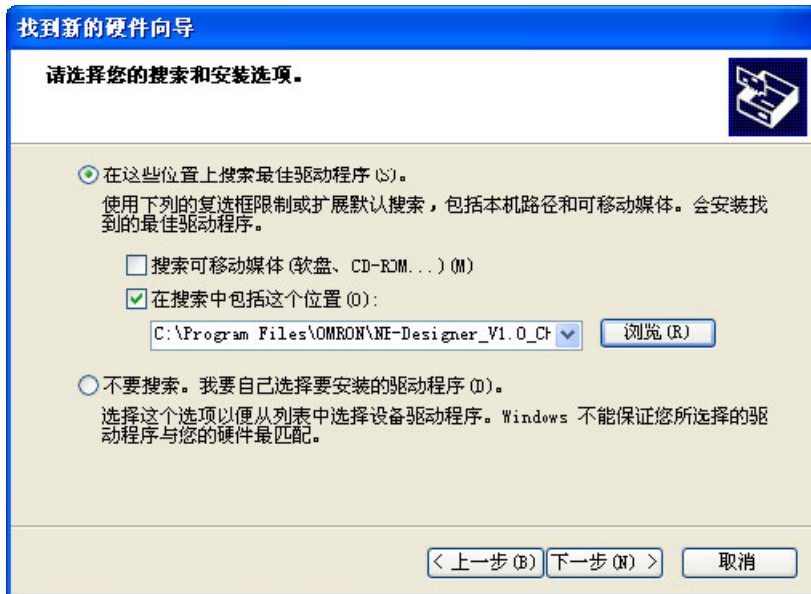 找到新的硬件向导
请选择您的搜索和安装选项。
在这些位置上搜索最佳驱动程序(S)。
使用下列的复选框限制或扩展默认搜索，包括本机路径和可移动媒体。会安装找
到的最佳驱动程序。
搜索可移动媒体(软盘、CD-ROM...)(M)
在搜索中包括这个位置(O):
C:\Program Files\OMRON\NE-Designer_V1.0_CH
浏览(R)
不要搜索。我要自己选择要安装的驱动程序(D)。
选择这个选项以便从列表中选择设备驱动程序。Windows 不能保证您所选择的驱
动程序与您的硬件最匹配。
< 上一步(B) 下一步(N) > 取消